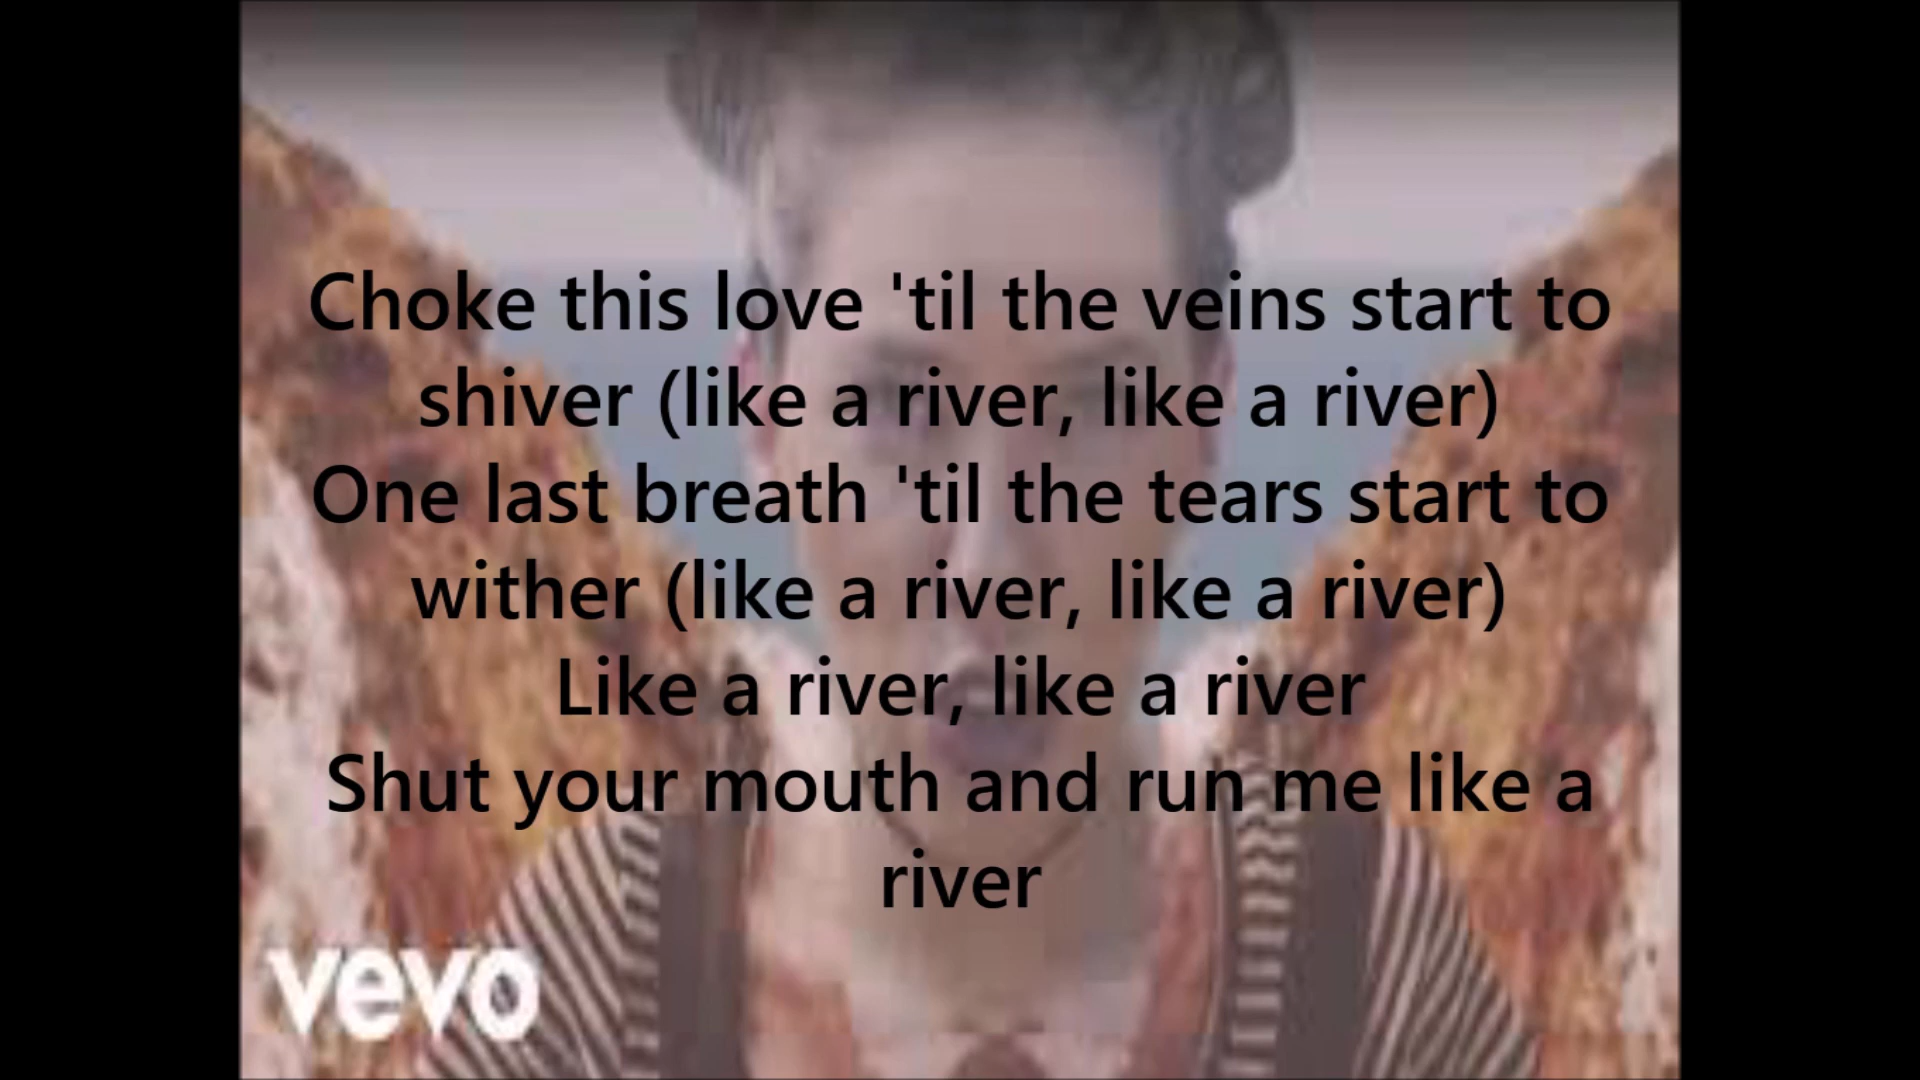 Choke this love 'til the veins start to
shiver (like a river, like a river)
One last breath 'til the tears start to
wither (like a river, like a river)
Like a river, like a river
Shut your mouth and run me like a
river
vevo